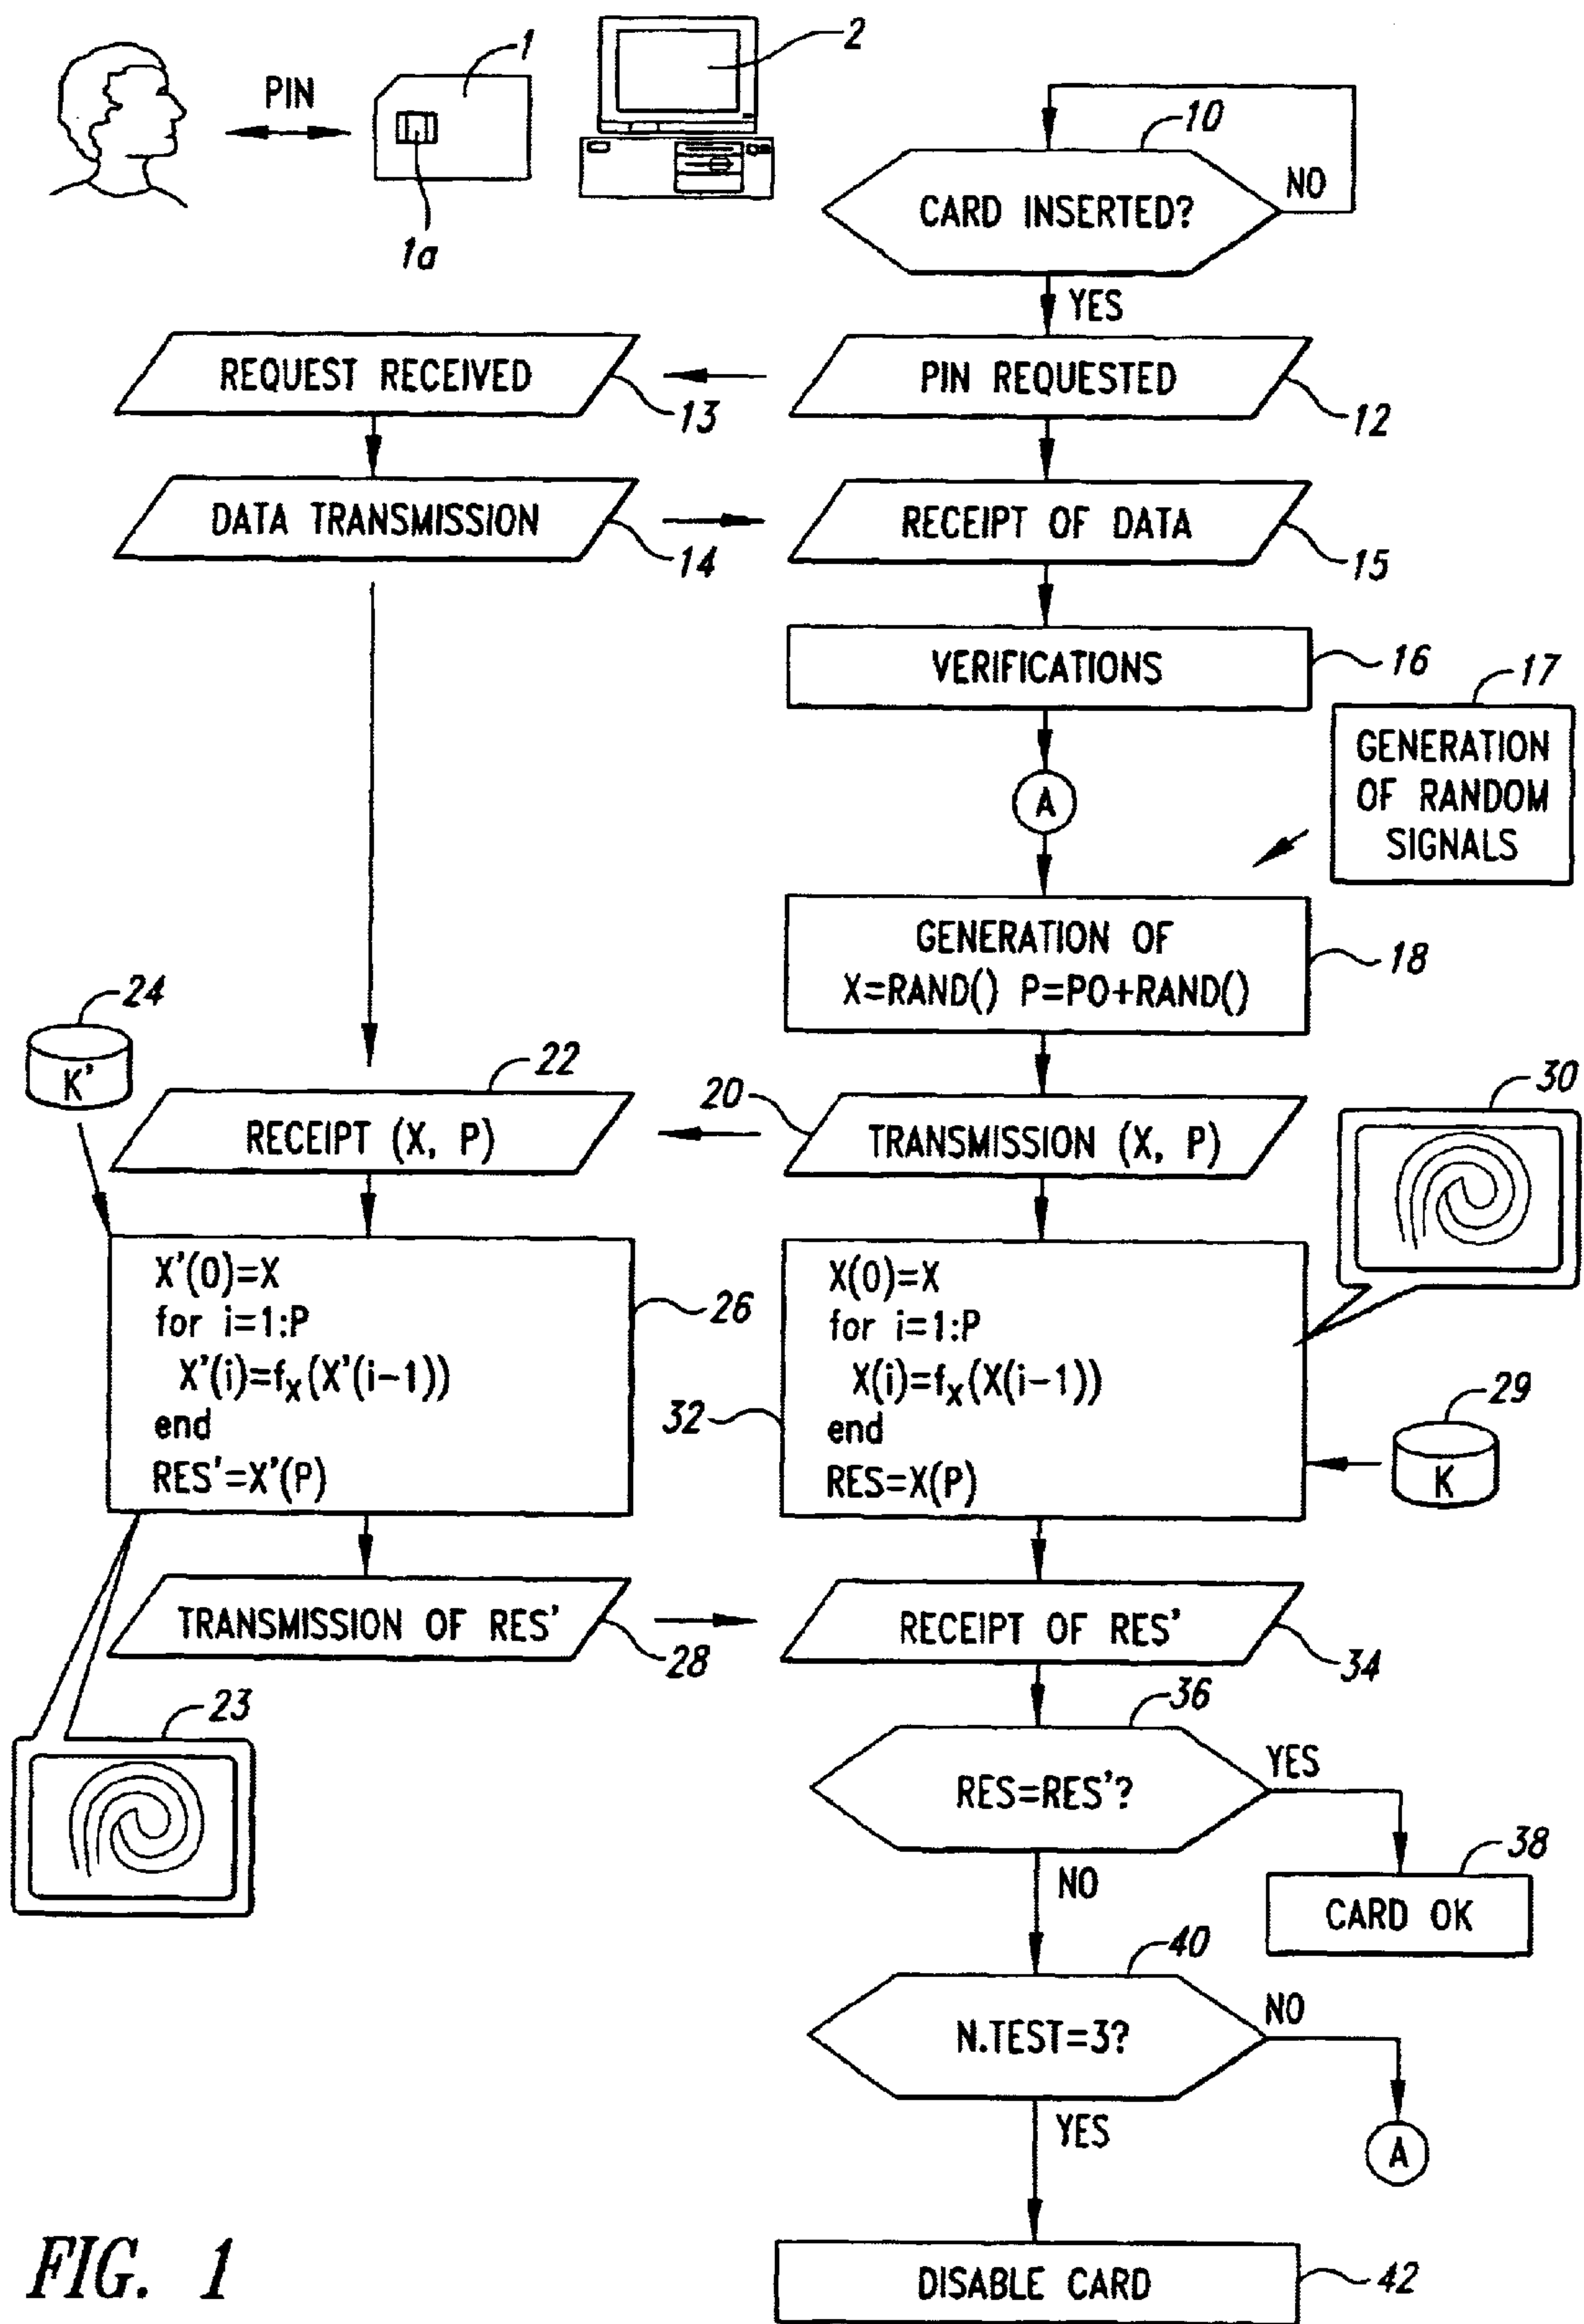 1
2
PIN
1a
10
NO
CARD INSERTED?
YES
REQUEST RECEIVED
13
PIN REQUESTED
12
DATA TRANSMISSION
14
RECEIPT OF DATA
15
VERIFICATIONS
16
17
GENERATION
OF RANDOM
SIGNALS
A
GENERATION OF
X=RAND() P=PO+RAND()
18
24
K'
22
RECEIPT (X, P)
20
TRANSMISSION (X, P)
30
X'(0)=X
for i=1:P
X'(i)=fx(X'(i-1))
end
RES'=X'(P)
26
X(0)=X
for i=1:P
X(i)=fx(X(i-1))
end
RES=X(P)
32
29
K
TRANSMISSION OF RES'
28
RECEIPT OF RES'
34
23
36
RES=RES'?
YES
NO
38
CARD OK
40
N.TEST=3?
NO
YES
A
DISABLE CARD
42
FIG. 1